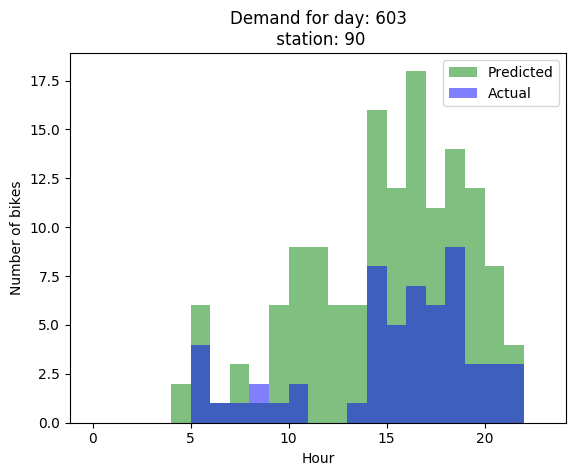 Demand for day: 603
station: 90
Predicted
Actual
17.5
15.0
12.5
10.0
7.5
5.0
2.5
0.0
Number of bikes
0 5 10 15 20
Hour